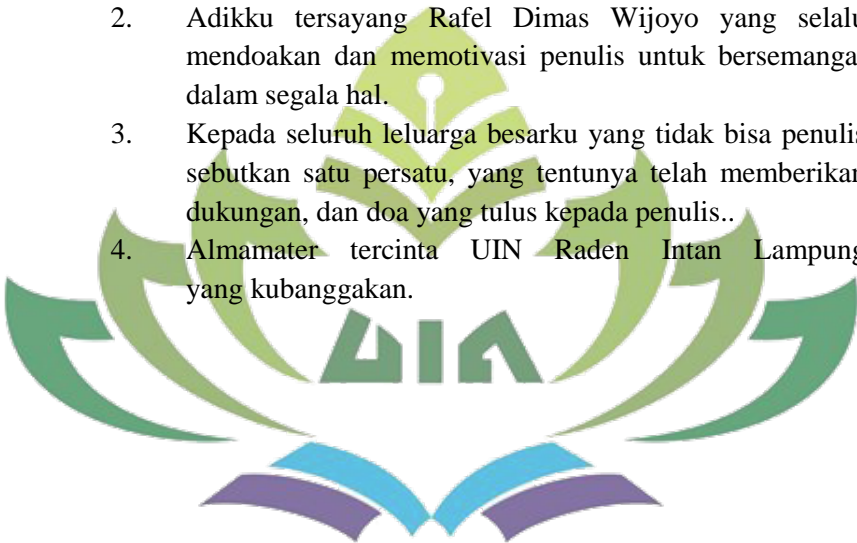 2. Adikku tersayang Rafel Dimas Wijoyo yang selalu
mendoakan dan memotivasi penulis untuk bersemanga
dalam segala hal.
3. Kepada seluruh leluarga besarku yang tidak bisa penulis
sebutkan satu persatu, yang tentunya telah memberikan
dukungan, dan doa yang tulus kepada penulis..
4. Almamater tercinta UIN Raden Intan Lampung
yang kubanggakan.
UIN